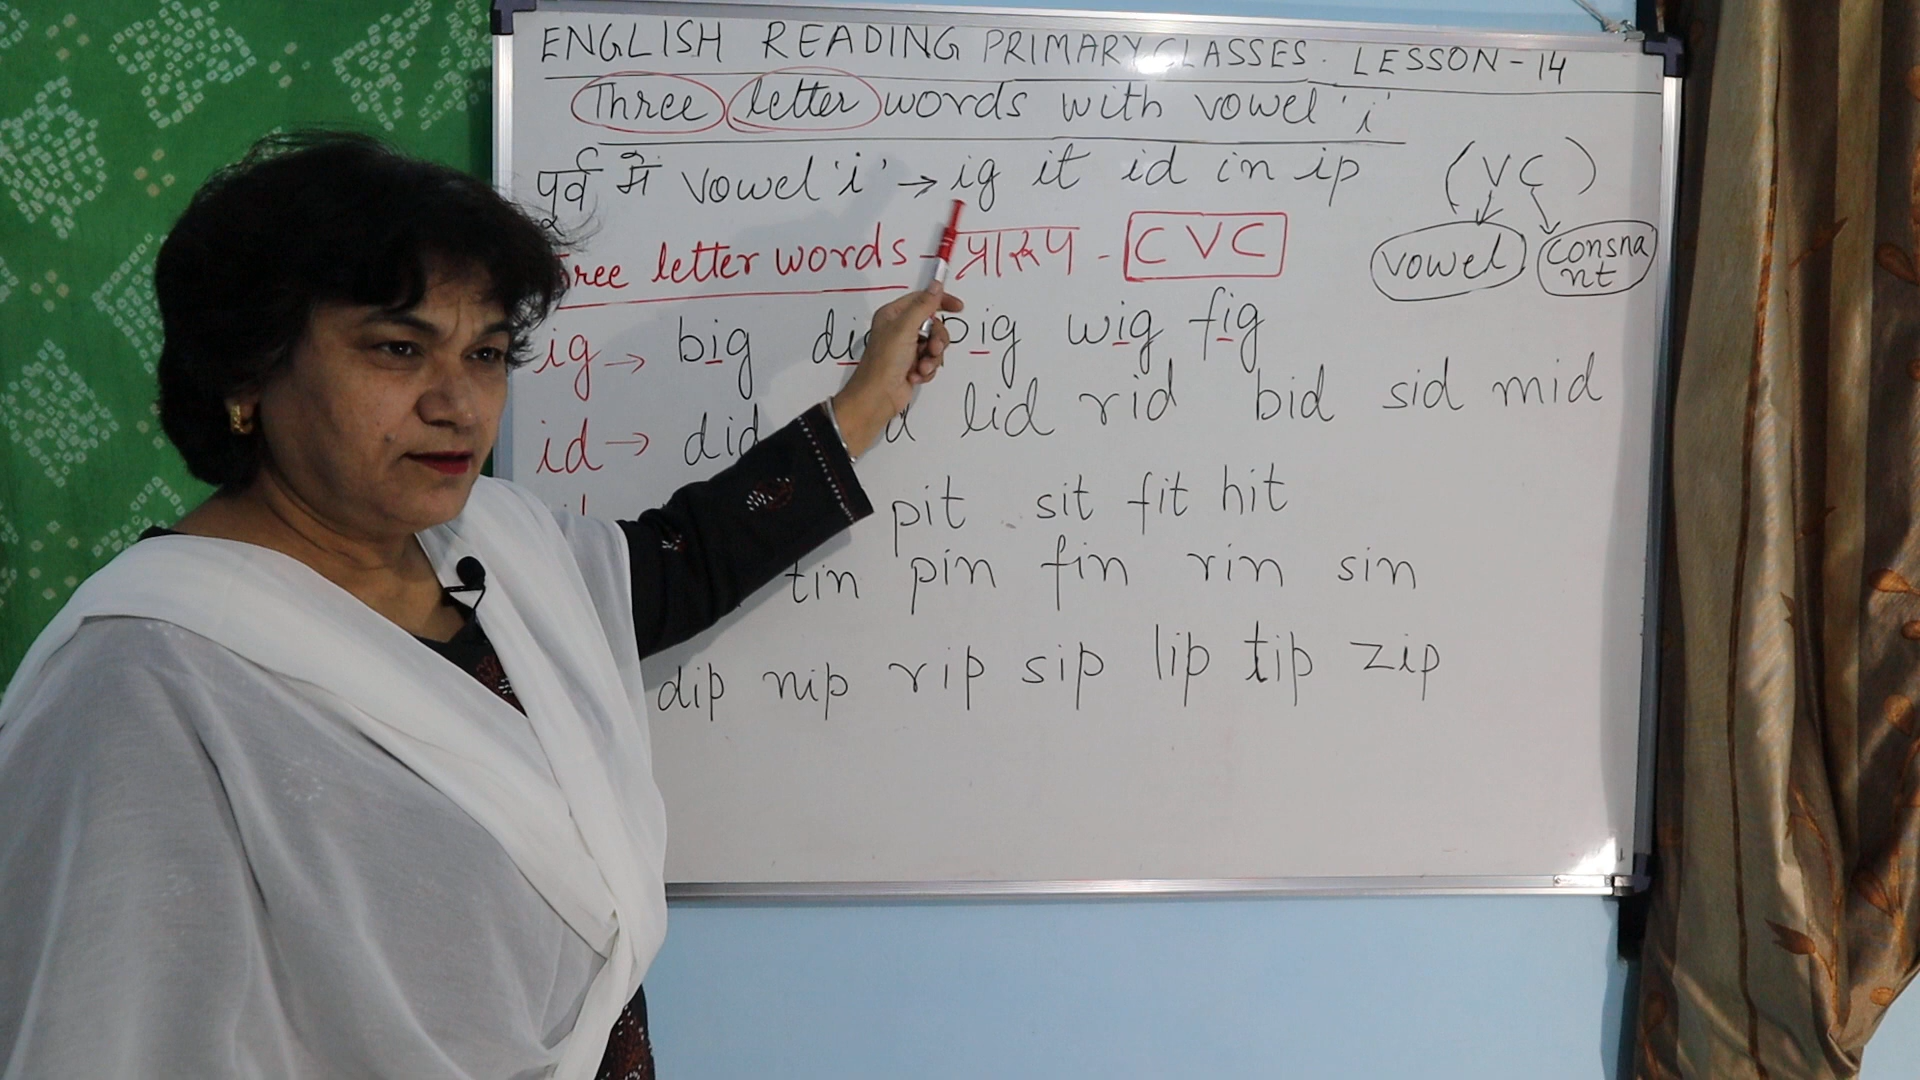 ENGLISH READING PRIMARY CLASSES. LESSON-14
Three letter words with vowel 'i'
पूर्व में vowel 'i' → ig it id in ip (VC)
vowel consnant
ree letter words - प्रारूप - CVC
ig → big pig wig fig
id → did lid rid bid sid mid
pit sit fit hit
tin pin fin rin sin
dip nip rip sip lip tip zip